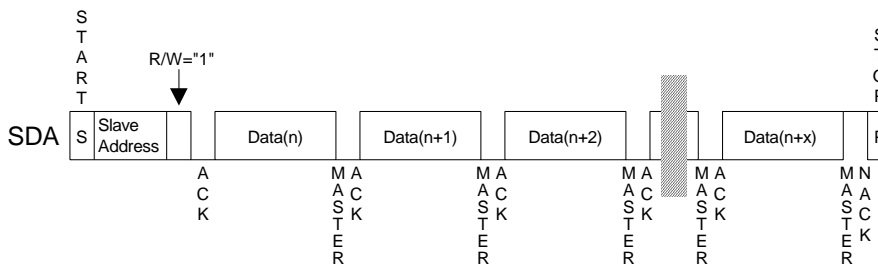 START
R/W="1"
SDA
S
Slave
Address
Data(n)
Data(n+1)
Data(n+2)
Data(n+x)
ACK
MASTER ACK
MASTER ACK
MASTER ACK
MASTER ACK
MASTER NACK